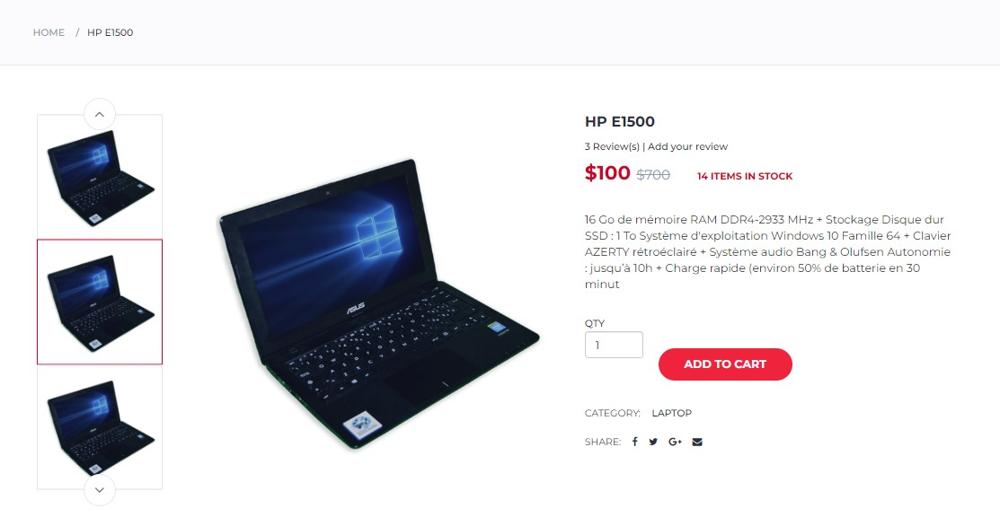 HOME / HP E1500
HP E1500
3 Review(s) | Add your review
$100 $700 14 ITEMS IN STOCK
16 Go de mémoire RAM DDR4-2933 MHz + Stockage Disque dur
SSD : 1 To Système d'exploitation Windows 10 Famille 64 + Clavier
AZERTY rétroéclairé + Système audio Bang & Olufsen Autonomie
: jusqu'à 10h + Charge rapide (environ 50% de batterie en 30
minut
ASUS
QTY
1
ADD TO CART
CATEGORY: LAPTOP
SHARE: